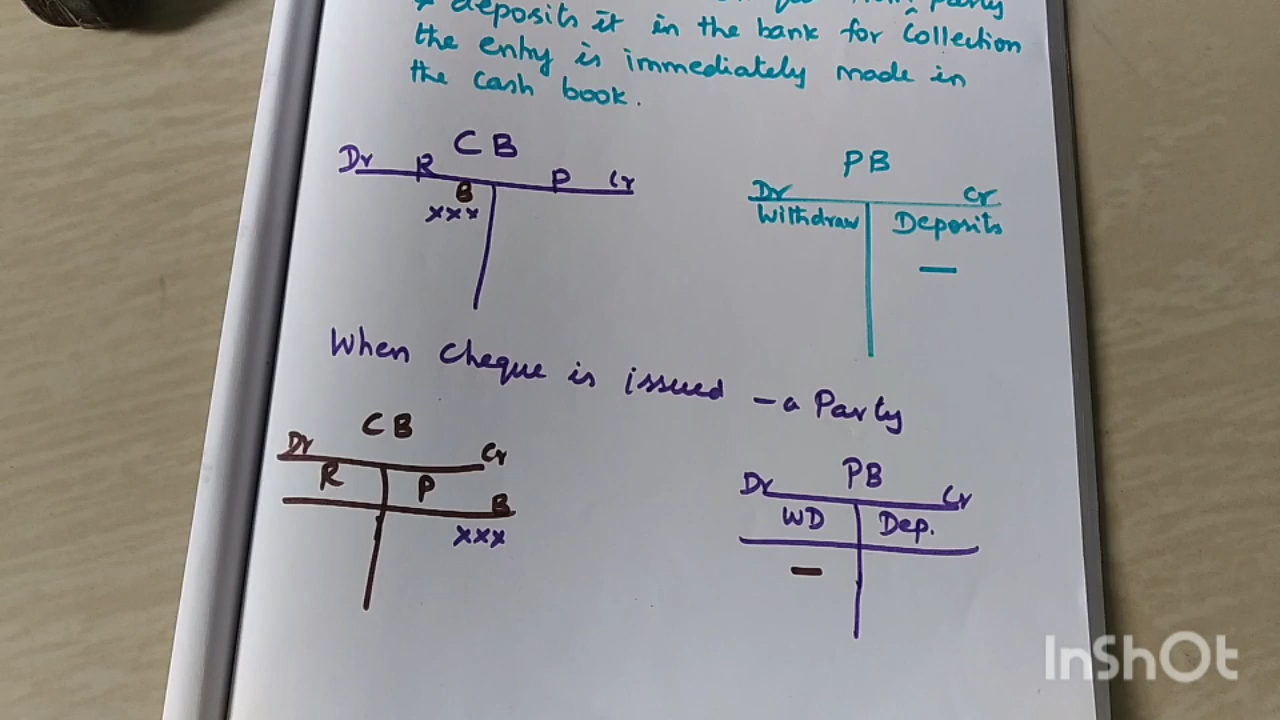 deposits it in the bank for Collection
the entry is immediately made in
the cash book.
C B
Dr R P Cr
B
xxx
PB
Dr Cr
Withdraw Deposits
—
When Cheque is issued – a Party
C B
Dr Cr
R P B
xxx
PB
Dr Cr
WD Dep.
—
InShOt